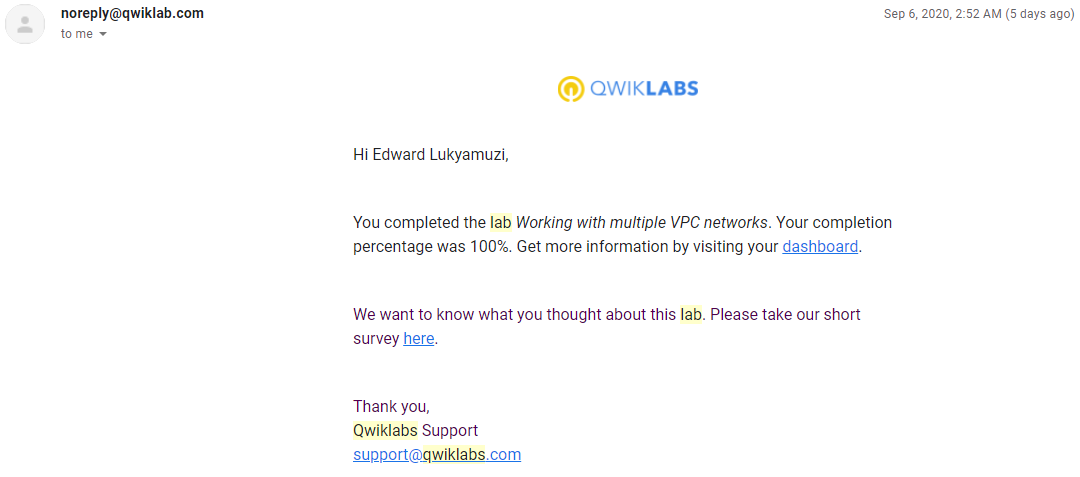 noreply@qwiklab.com
Sep 6, 2020, 2:52 AM (5 days ago)
to me
QWIKLABS
Hi Edward Lukyamuzi,
You completed the lab Working with multiple VPC networks. Your completion
percentage was 100%. Get more information by visiting your dashboard.
We want to know what you thought about this lab. Please take our short
survey here.
Thank you,
Qwiklabs Support
support@qwiklabs.com